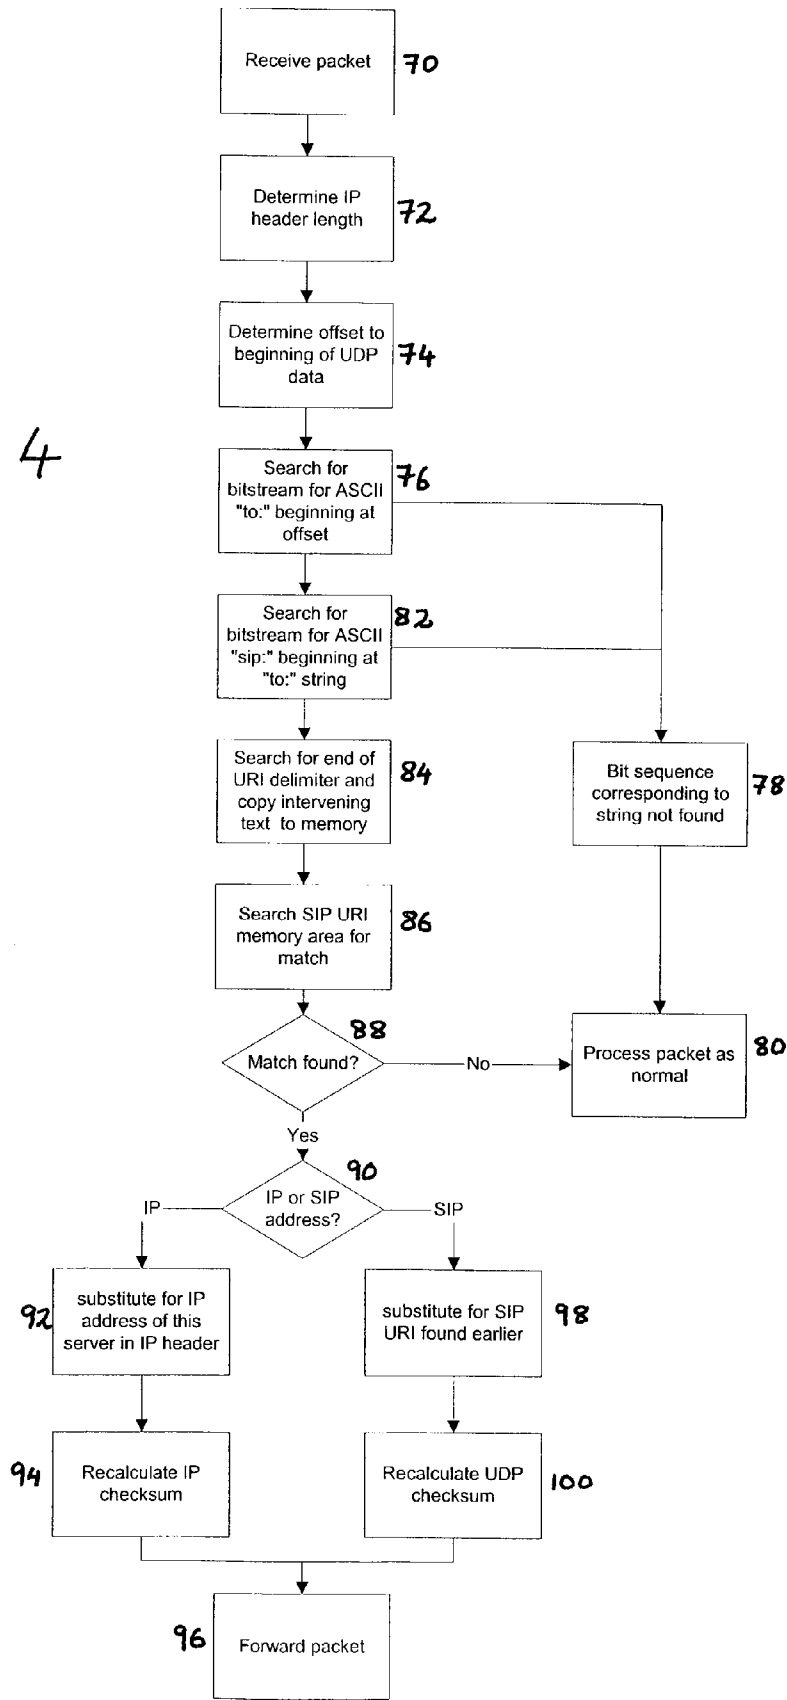 Receive packet
70
Determine IP
header length
72
Determine offset to
beginning of UDP
data
74
4
Search for
bitstream for ASCII
"to:" beginning at
offset
76
Search for
bitstream for ASCII
"sip:" beginning at
"to:" string
82
Search for end of
URI delimiter and
copy intervening
text to memory
84
Bit sequence
corresponding to
string not found
78
Search SIP URI
memory area for
match
86
88
Match found?
No
Process packet as
normal
80
Yes
90
IP or SIP
address?
IP
SIP
92
substitute for IP
address of this
server in IP header
substitute for SIP
URI found earlier
98
94
Recalculate IP
checksum
Recalculate UDP
checksum
100
96
Forward packet